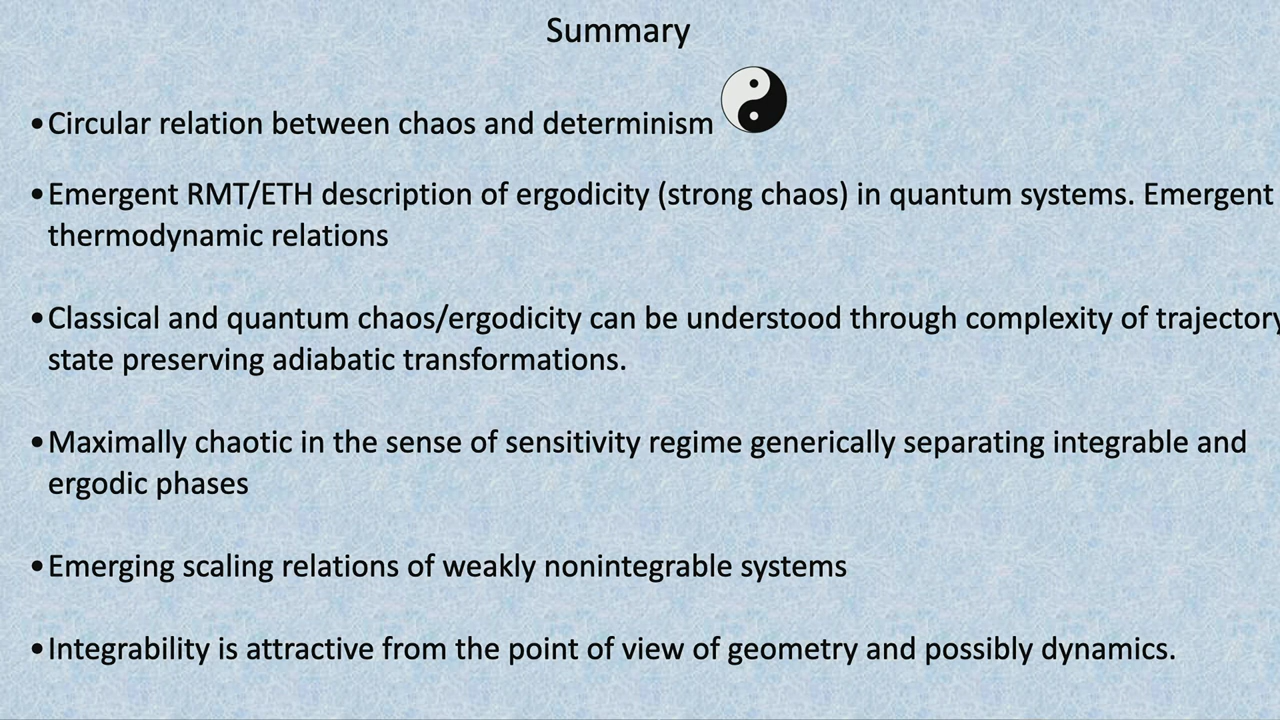 Summary
•Circular relation between chaos and determinism
•Emergent RMT/ETH description of ergodicity (strong chaos) in quantum systems. Emergent
thermodynamic relations
•Classical and quantum chaos/ergodicity can be understood through complexity of trajectory
state preserving adiabatic transformations.
•Maximally chaotic in the sense of sensitivity regime generically separating integrable and
ergodic phases
•Emerging scaling relations of weakly nonintegrable systems
•Integrability is attractive from the point of view of geometry and possibly dynamics.